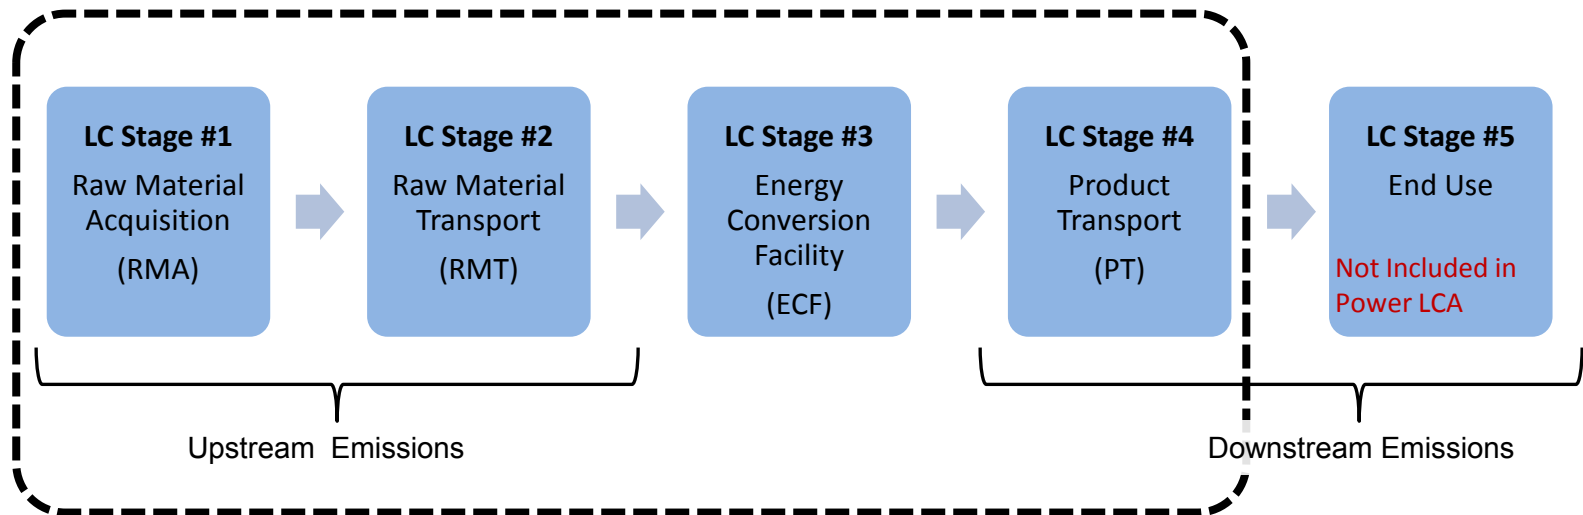 LC Stage #1
Raw Material
Acquisition
(RMA)
LC Stage #2
Raw Material
Transport
(RMT)
LC Stage #3
Energy
Conversion
Facility
(ECF)
LC Stage #4
Product
Transport
(PT)
LC Stage #5
End Use
Not Included in
Power LCA
Upstream Emissions
Downstream Emissions